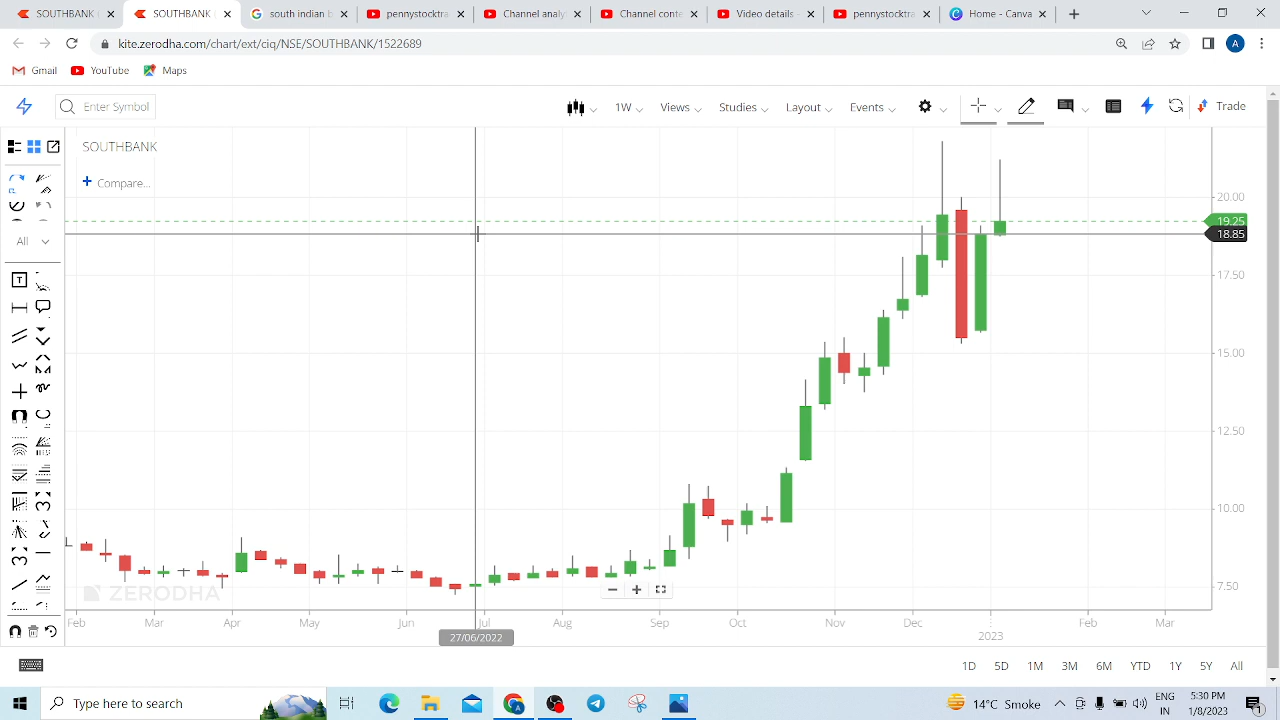 SOUTHBANK
SOUTHBANK
south indian b
pennystocktra
Channel analy
Channel conte
Video details
pennystocktra
Home - Canva
kite.zerodha.com/chart/ext/ciq/NSE/SOUTHBANK/1522689
A
Gmail
YouTube
Maps
Enter Symbol
1W
Views
Studies
Layout
Events
Trade
SOUTHBANK
Compare...
All
T
20.00
19.25
18.85
17.50
15.00
12.50
10.00
7.50
ZERODHA
Feb
Mar
Apr
May
Jun
Jul
Aug
Sep
Oct
Nov
Dec
2023
Feb
Mar
27/06/2022
1D
5D
1M
3M
6M
YTD
1Y
5Y
All
Type here to search
14°C Smoke
ENG
IN
5:30 PM
1/8/2023